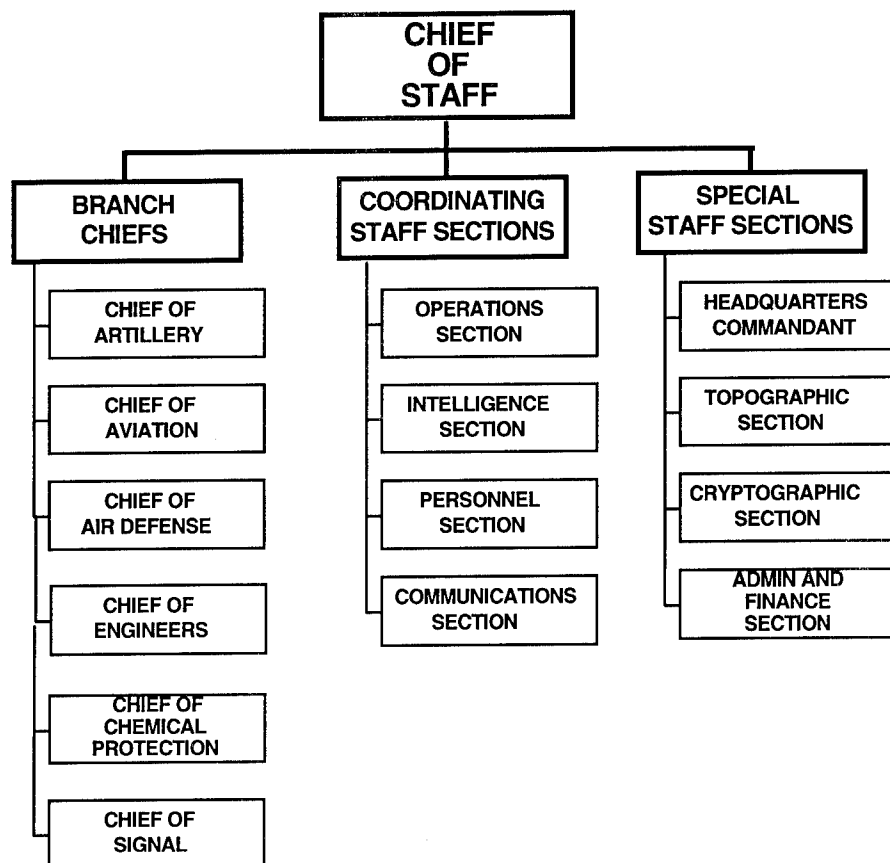 CHIEF
OF
STAFF
BRANCH
CHIEFS
CHIEF OF
ARTILLERY
CHIEF OF
AVIATION
CHIEF OF
AIR DEFENSE
CHIEF OF
ENGINEERS
CHIEF OF
CHEMICAL
PROTECTION
CHIEF OF
SIGNAL
COORDINATING
STAFF SECTIONS
OPERATIONS
SECTION
INTELLIGENCE
SECTION
PERSONNEL
SECTION
COMMUNICATIONS
SECTION
SPECIAL
STAFF SECTIONS
HEADQUARTERS
COMMANDANT
TOPOGRAPHIC
SECTION
CRYPTOGRAPHIC
SECTION
ADMIN AND
FINANCE
SECTION